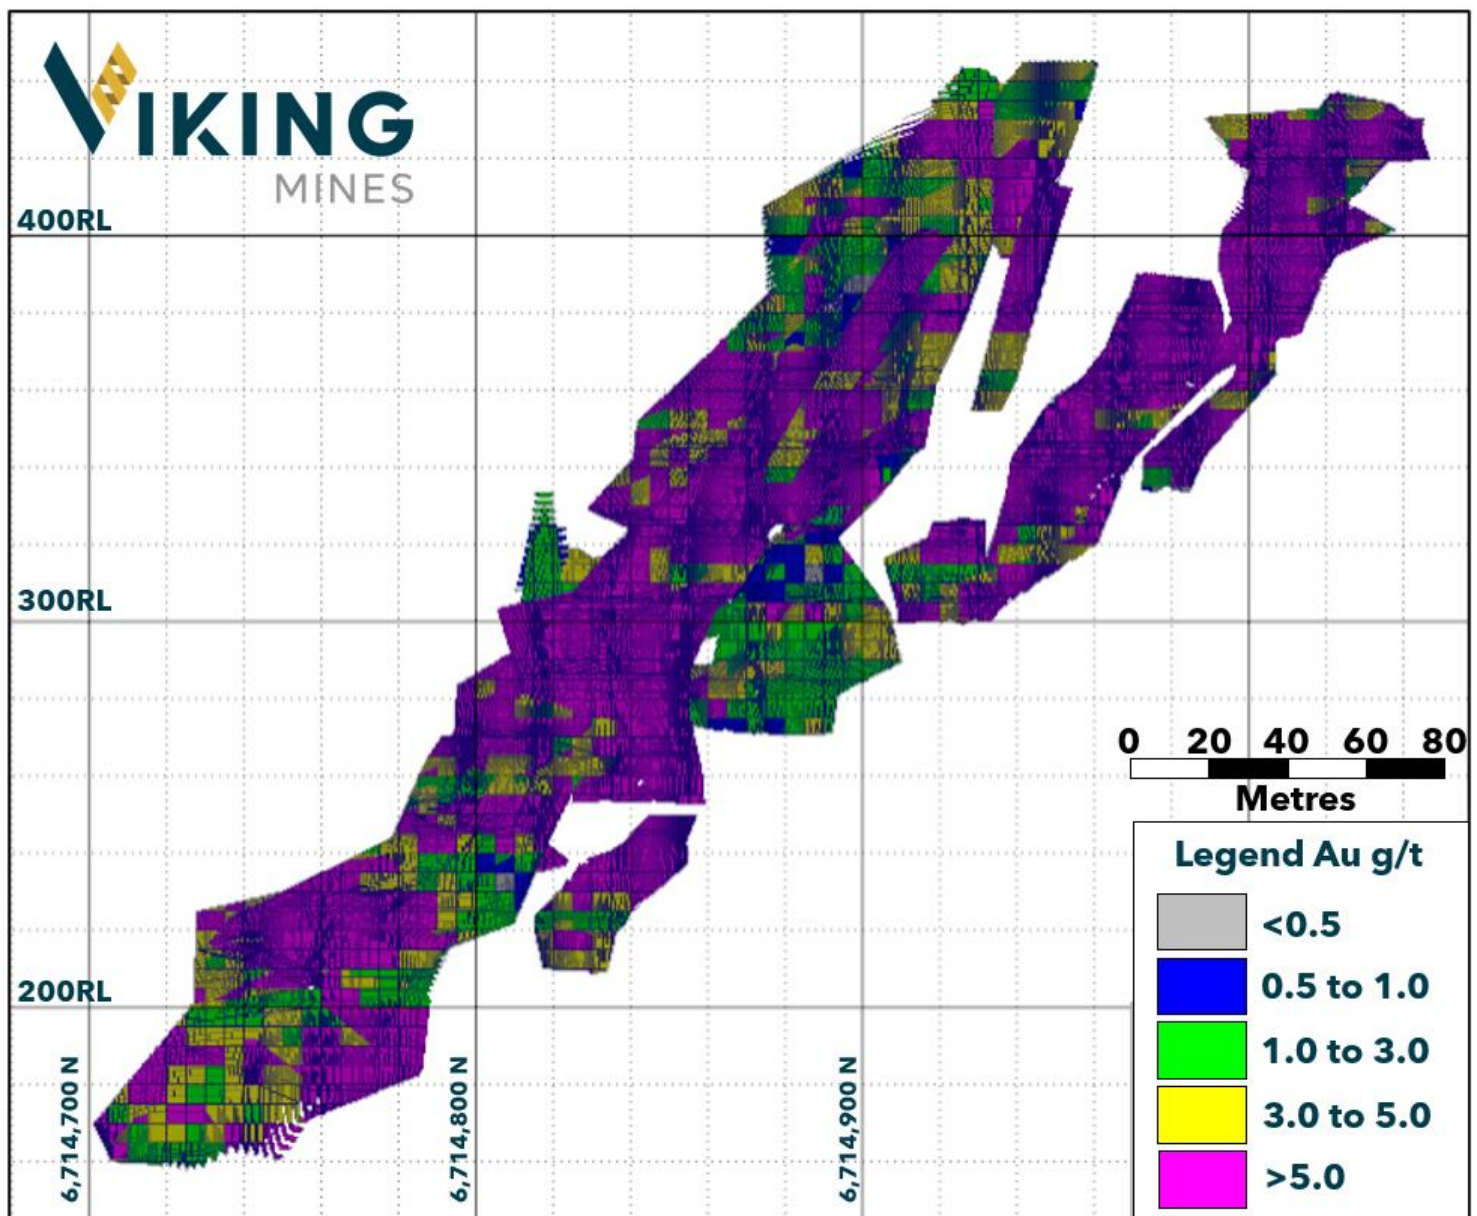 VIKING
MINES
400RL
300RL
200RL
6,714,700 N
6,714,800 N
6,714,900 N
0 20 40 60 80
Metres
Legend Au g/t
<0.5
0.5 to 1.0
1.0 to 3.0
3.0 to 5.0
>5.0